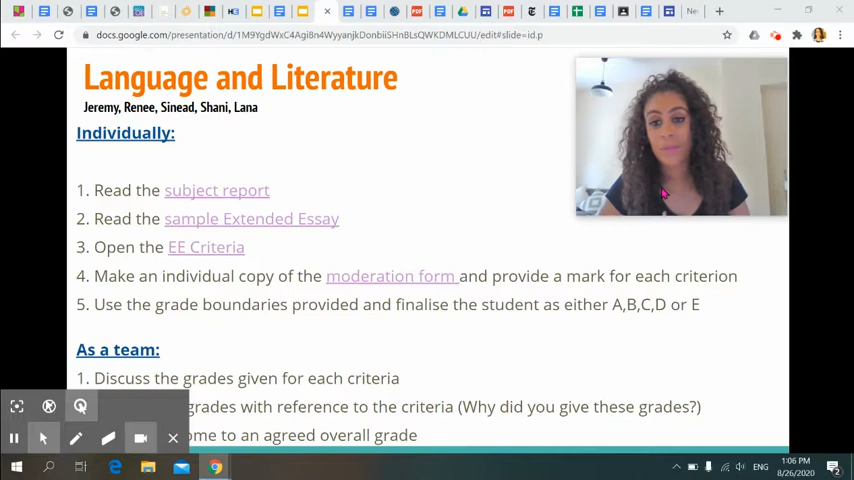 docs.google.com/presentation/d/1M9YgdWxC4Agi8n4WyyanjkDonbiiSHnBLsQWKDMLCUU/edit#slide=id.p
Language and Literature
Jeremy, Renee, Sinead, Shani, Lana
Individually:
1. Read the subject report
2. Read the sample Extended Essay
3. Open the EE Criteria
4. Make an individual copy of the moderation form and provide a mark for each criterion
5. Use the grade boundaries provided and finalise the student as either A,B,C,D or E
As a team:
1. Discuss the grades given for each criteria
grades with reference to the criteria (Why did you give these grades?)
ome to an agreed overall grade
ENG
1:06 PM
8/26/2020
2